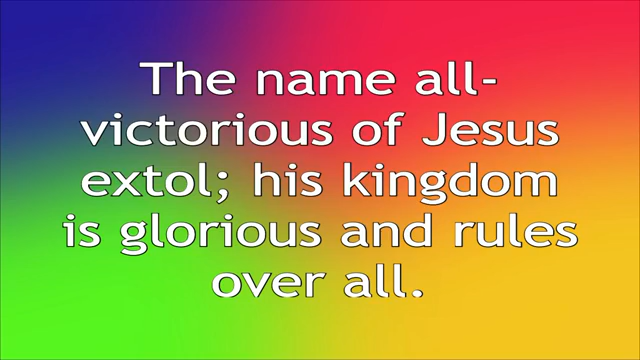 The name all-
victorious of Jesus
extol; his kingdom
is glorious and rules
over all.